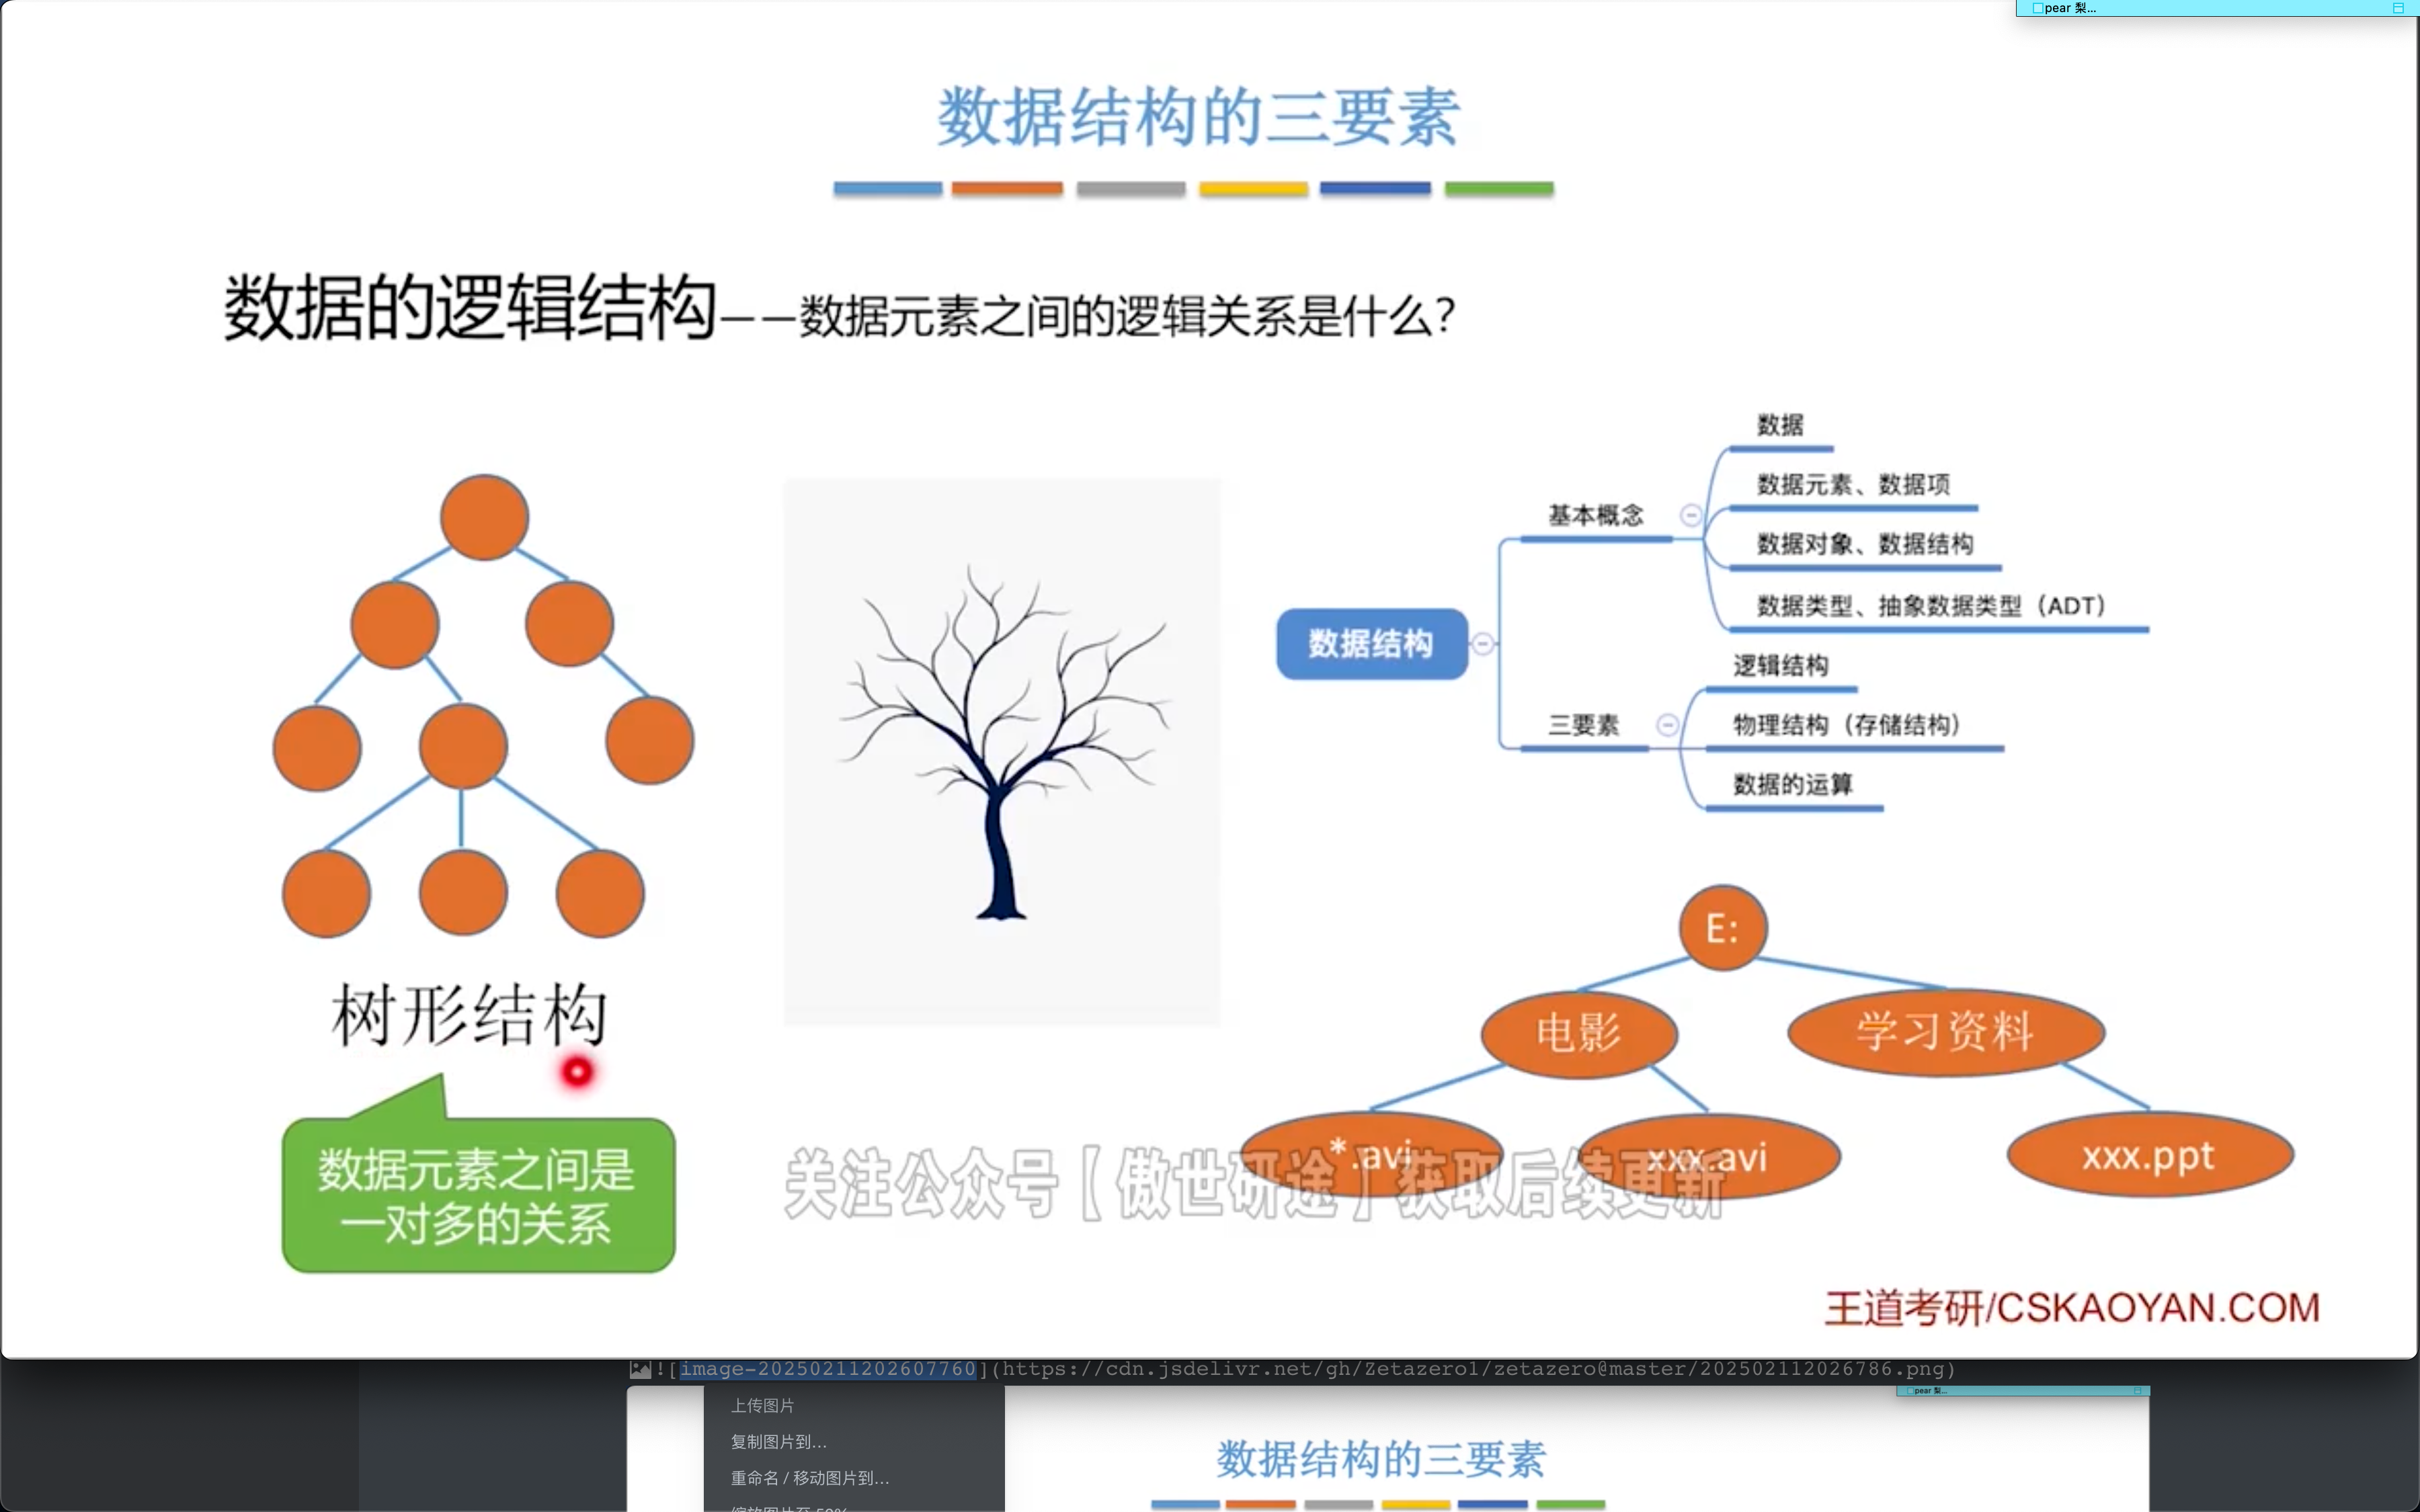 pear 梨...
数据结构的三要素
数据的逻辑结构——数据元素之间的逻辑关系是什么？
数据
数据元素、数据项
基本概念
数据对象、数据结构
数据类型、抽象数据类型（ADT）
数据结构
逻辑结构
三要素
物理结构（存储结构）
数据的运算
E:
电影
学习资料
*.avi
xxx.avi
xxx.ppt
树形结构
数据元素之间是
一对多的关系
关注公众号【傲世研途】获取后续更新
王道考研/CSKAOYAN.COM
![image-20250211202607760](https://cdn.jsdelivr.net/gh/Zetazero1/zetazero@master/202502112026786.png)
pear 梨...
上传图片
复制图片到...
重命名 / 移动图片到...
缩放图片至 50%
数据结构的三要素